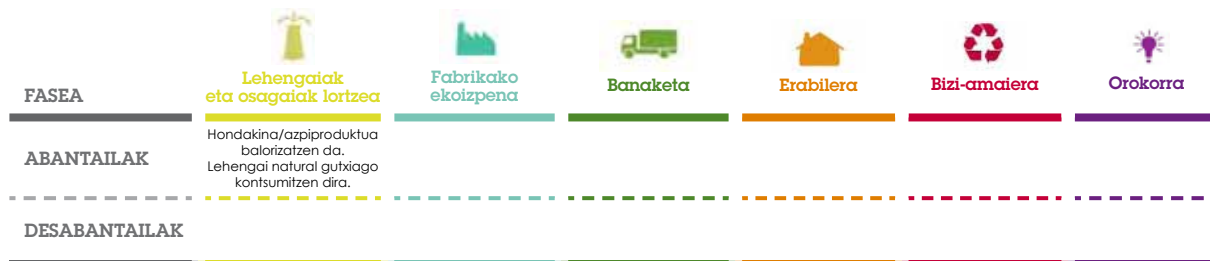 FASEA
Lehengaiak
eta osagaiak lortzea
Fabrikako
ekoizpena
Banaketa
Erabilera
Bizi-amaiera
Orokorra
ABANTAILAK
Hondakina/azpiproduktua
balorizatzen da.
Lehengai natural gutxiago
kontsumitzen dira.
DESABANTAILAK